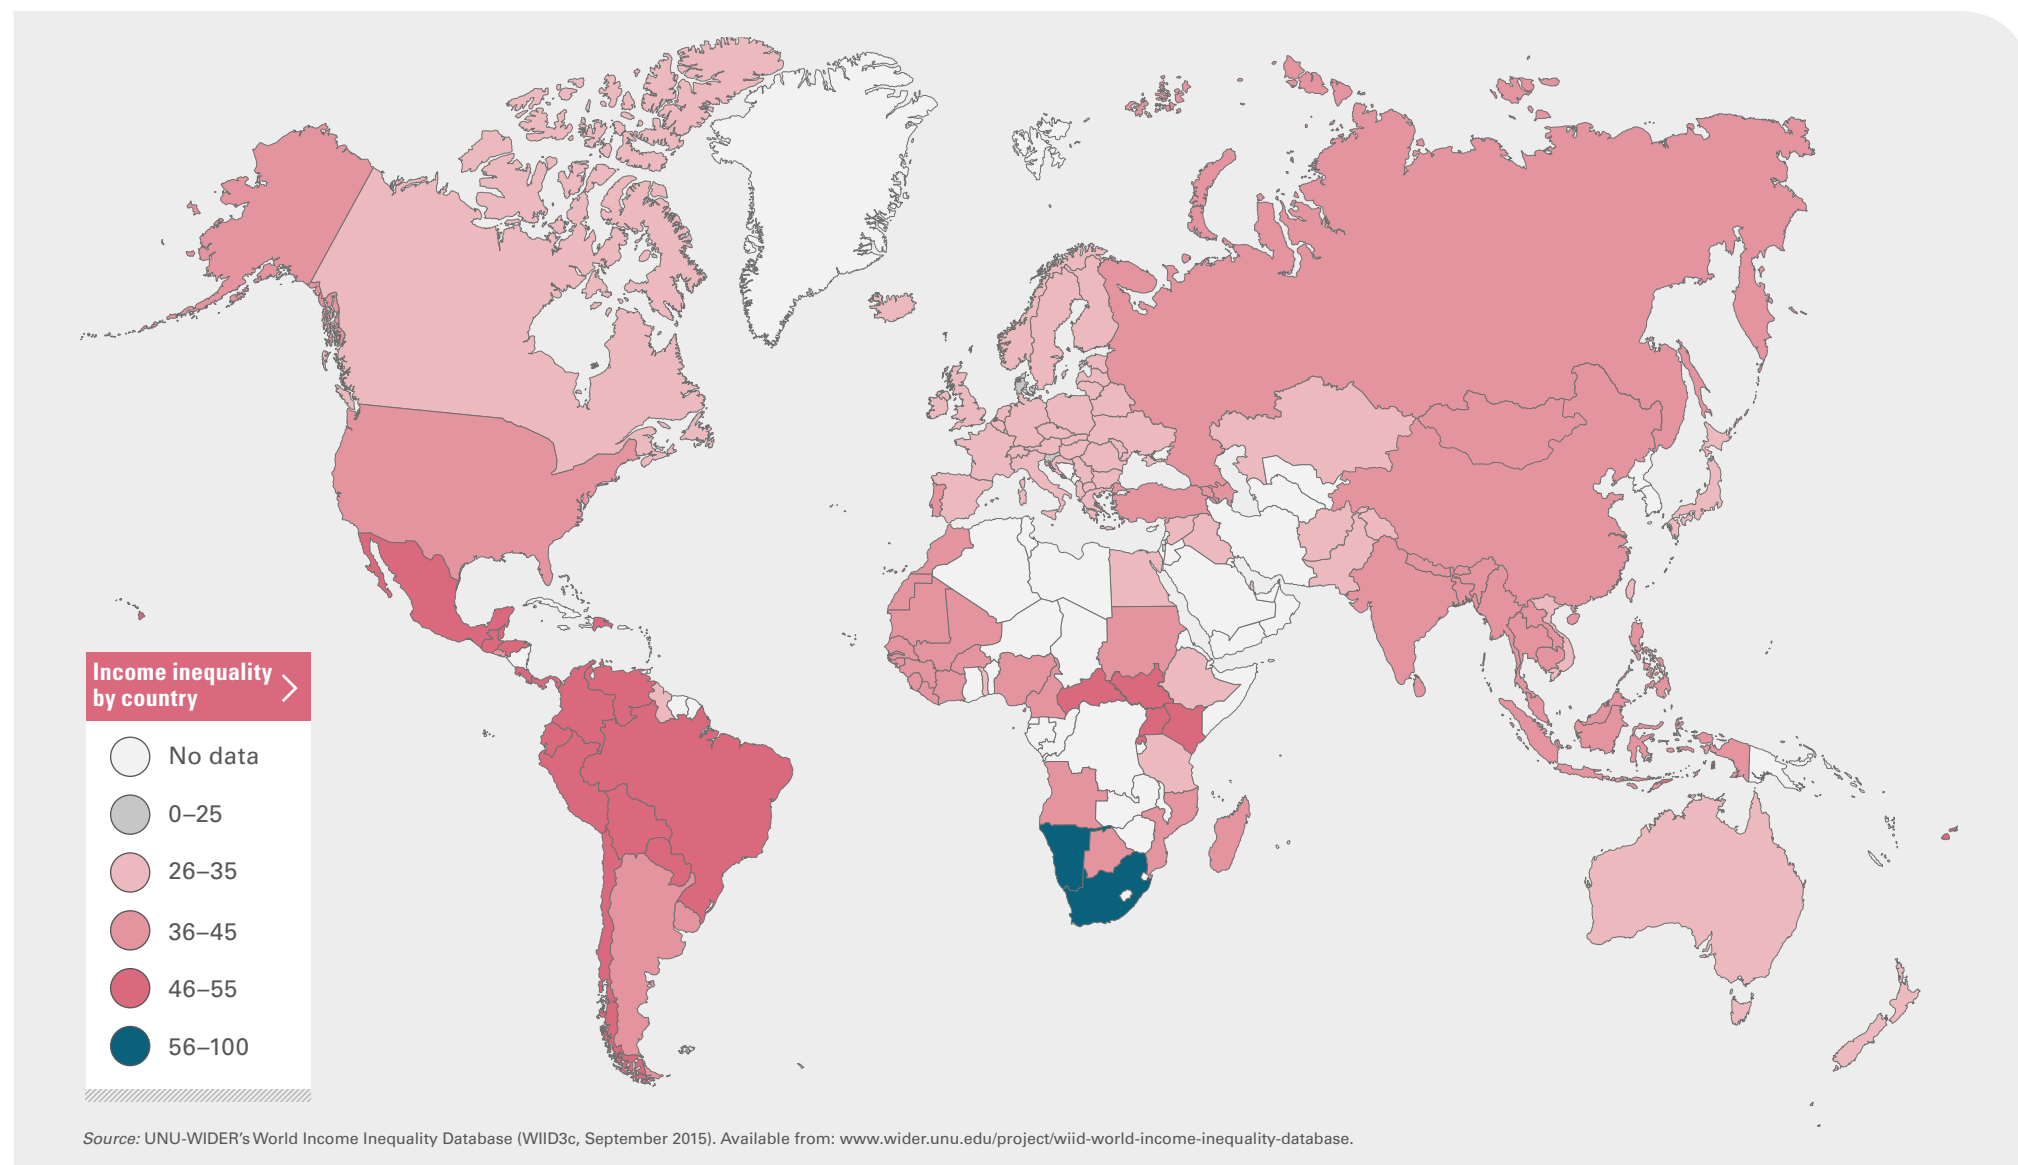 Income inequality
by country
No data
0–25
26–35
36–45
46–55
56–100
Source: UNU-WIDER's World Income Inequality Database (WIID3c, September 2015). Available from: www.wider.unu.edu/project/wiid-world-income-inequality-database.